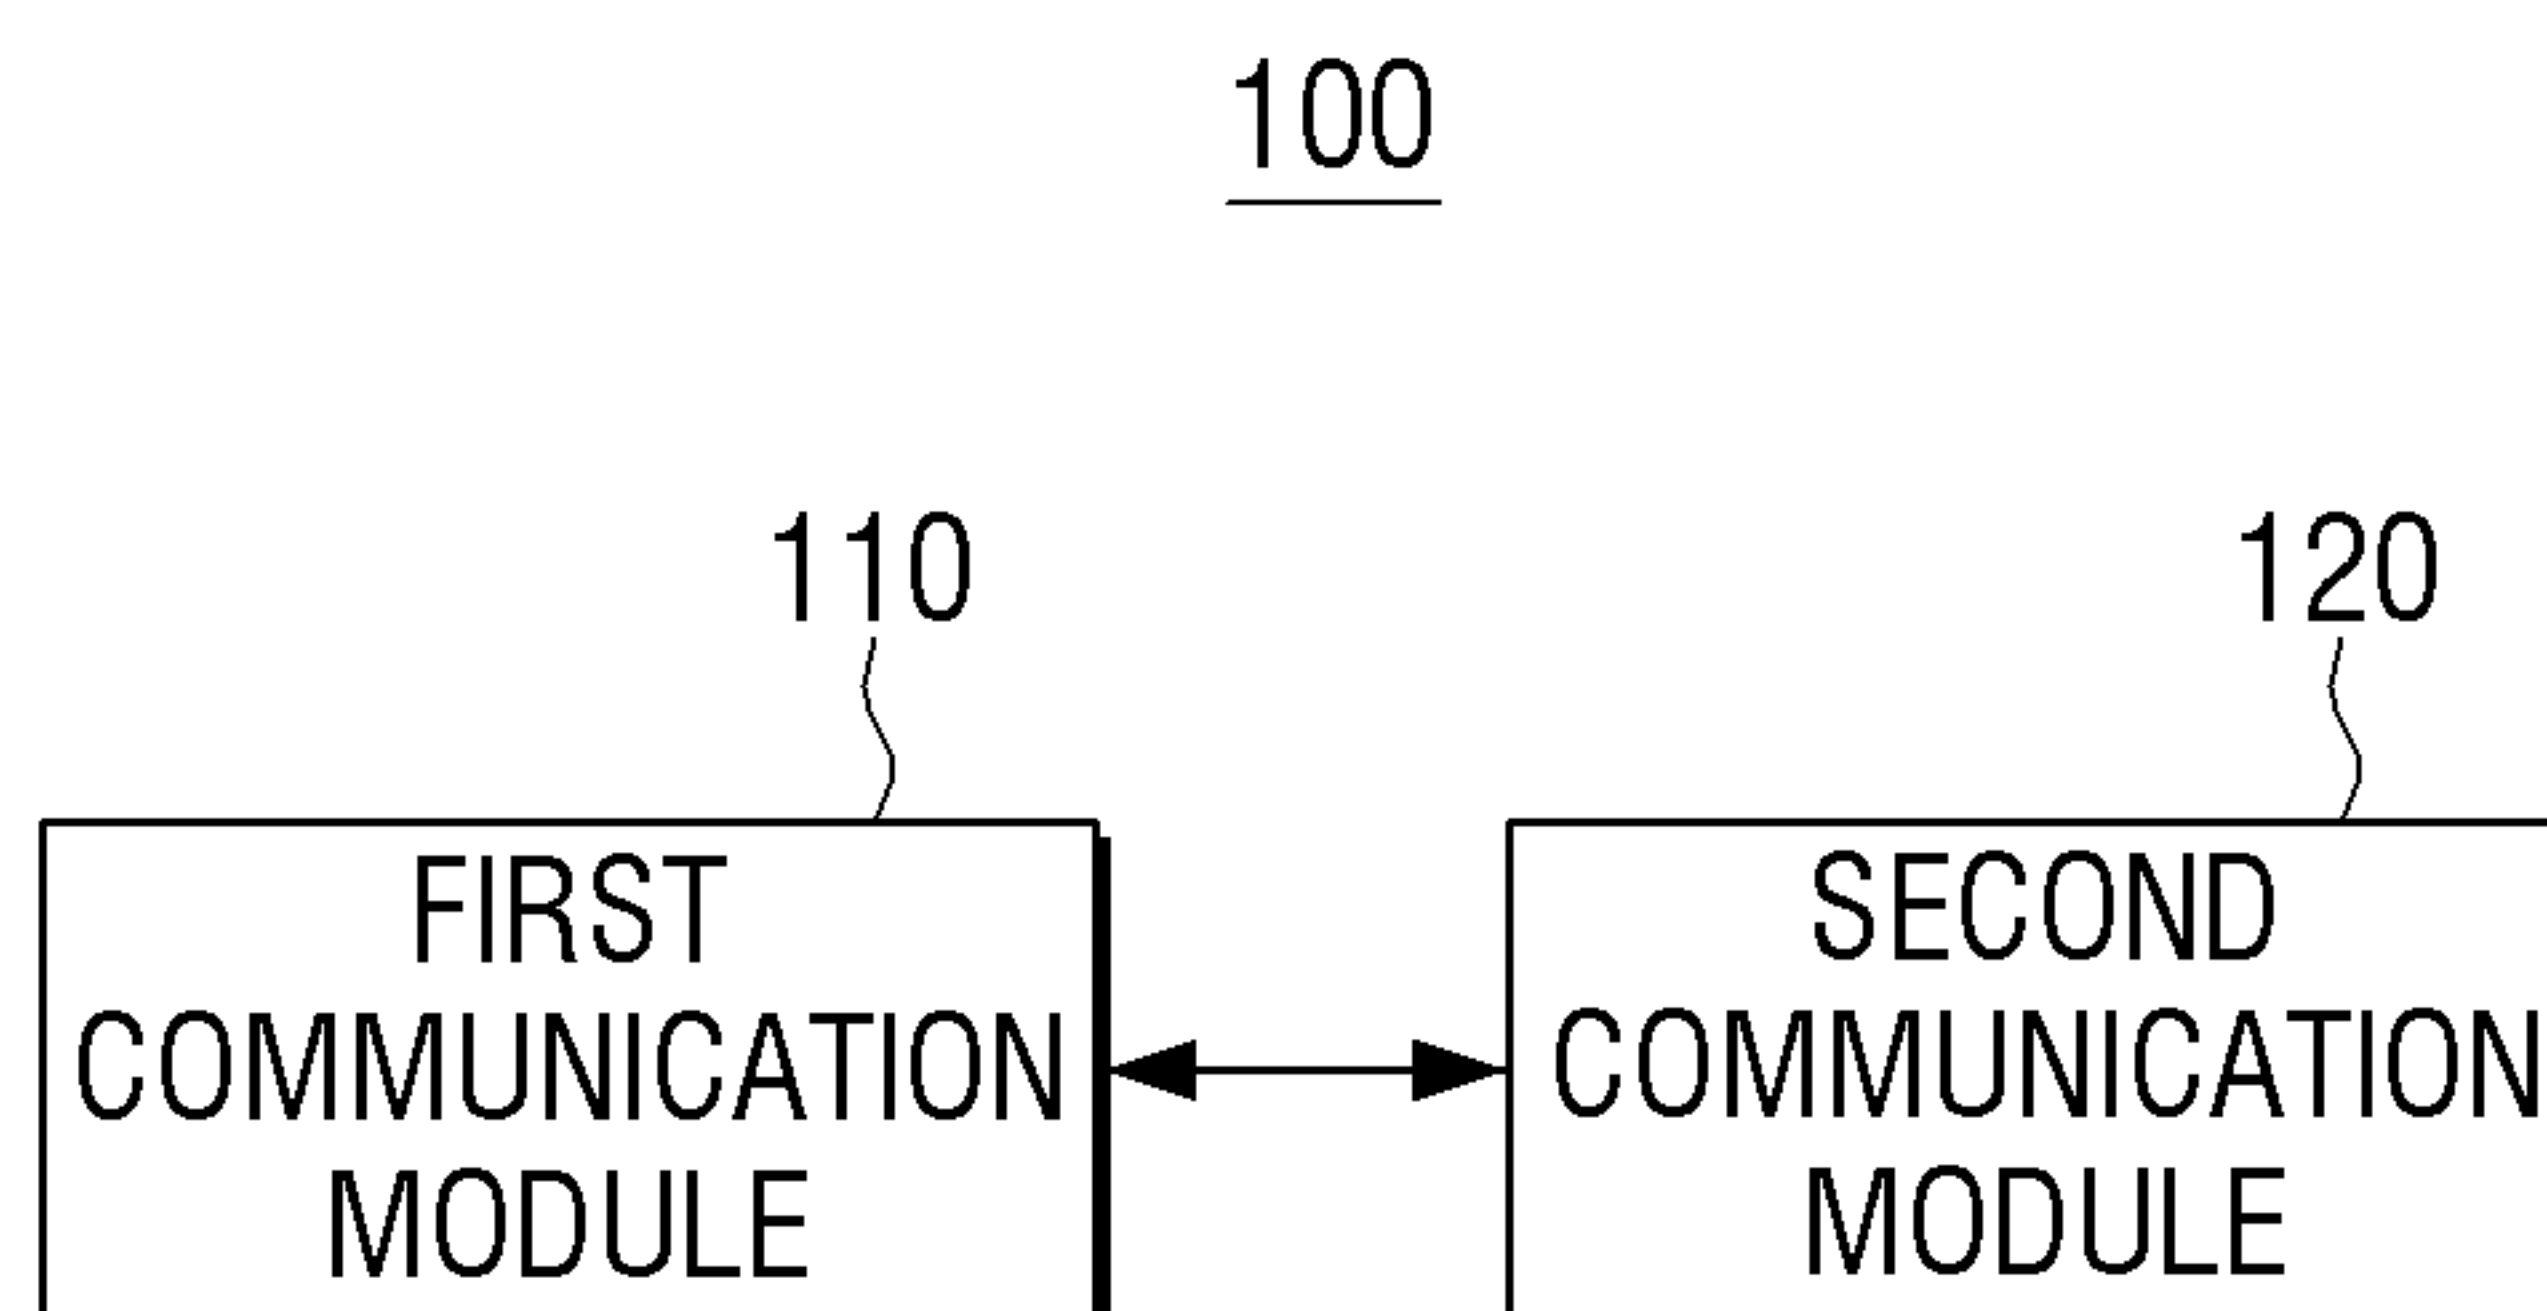 100
110
120
FIRST
COMMUNICATION
MODULE
SECOND
COMMUNICATION
MODULE